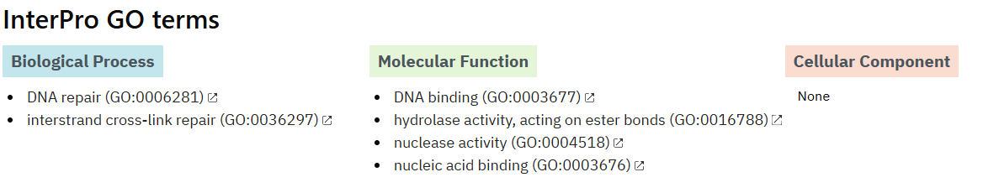 InterPro GO terms
Biological Process
DNA repair (GO:0006281)
interstrand cross-link repair (GO:0036297)
Molecular Function
DNA binding (GO:0003677)
hydrolase activity, acting on ester bonds (GO:0016788)
nuclease activity (GO:0004518)
nucleic acid binding (GO:0003676)
Cellular Component
None